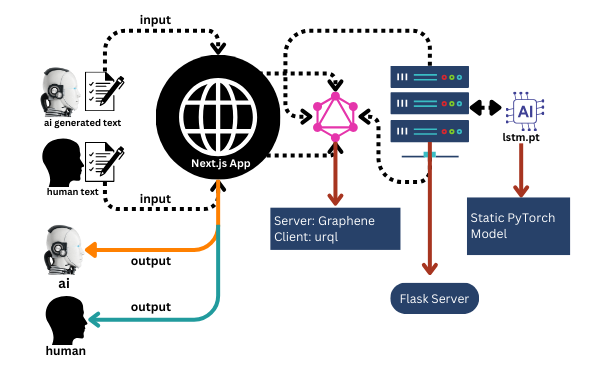 input
ai generated text
Next.js App
human text
input
AI
lstm.pt
Server: Graphene
Client: urql
Static PyTorch
Model
output
ai
Flask Server
output
human